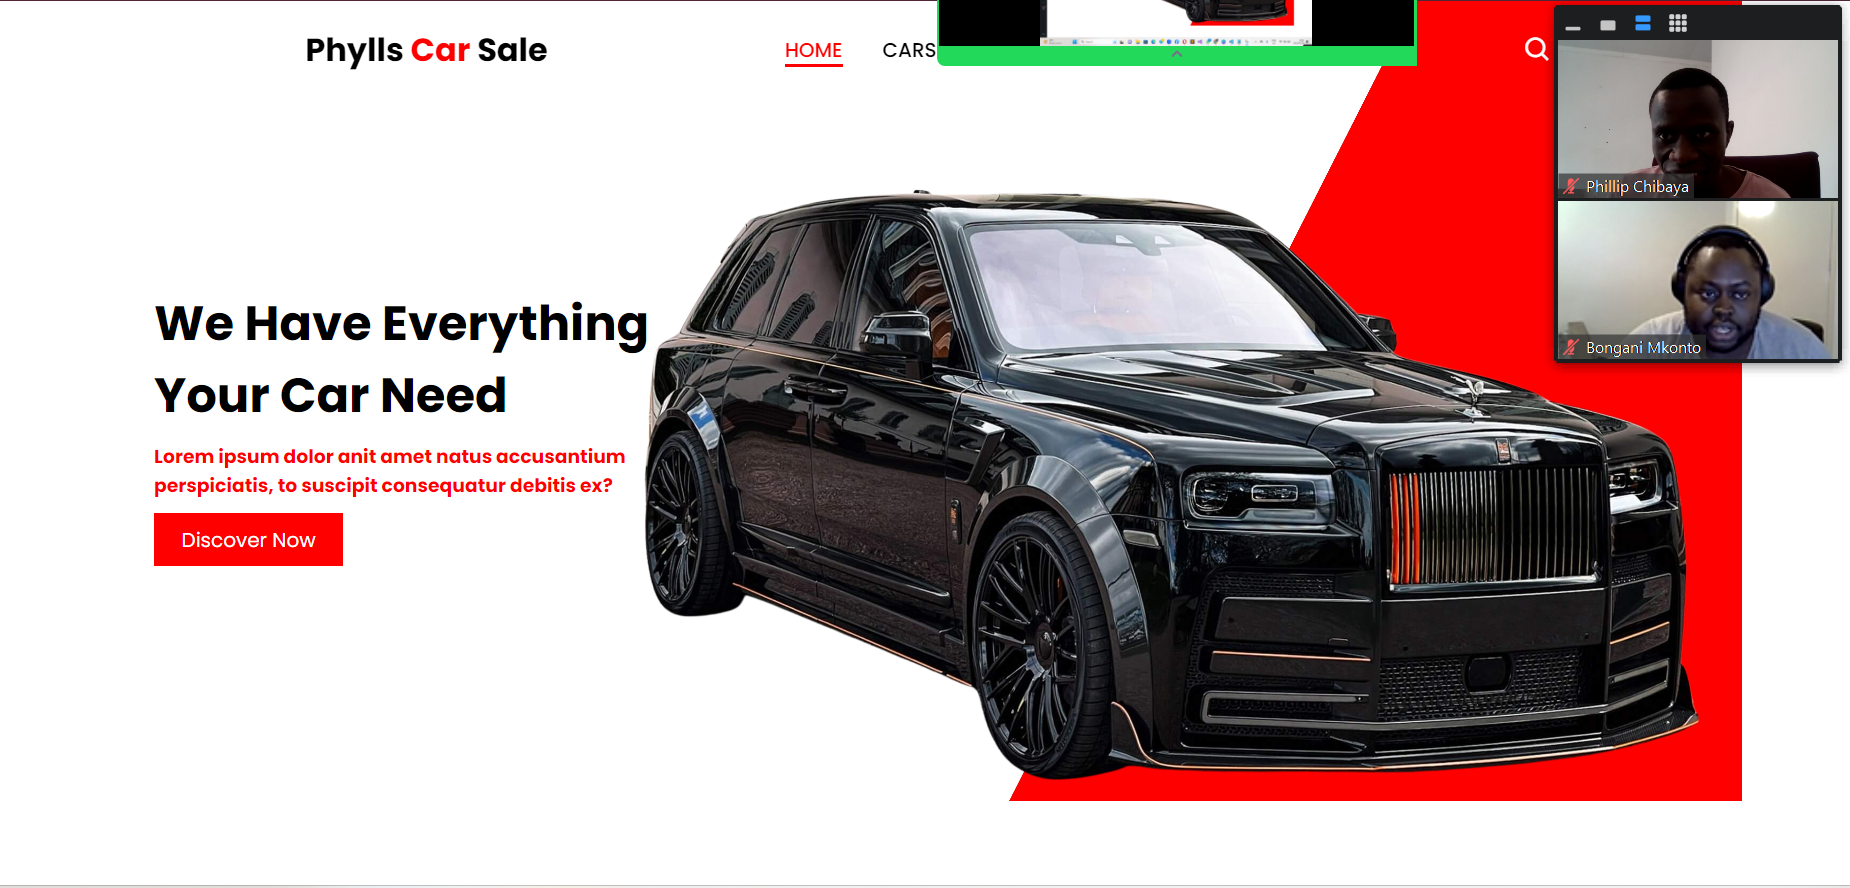 Phylls Car Sale
HOME
CARS
We Have Everything
Your Car Need
Lorem ipsum dolor anit amet natus accusantium
perspiciatis, to suscipit consequatur debitis ex?
Discover Now
Phillip Chibaya
Bongani Mkonto